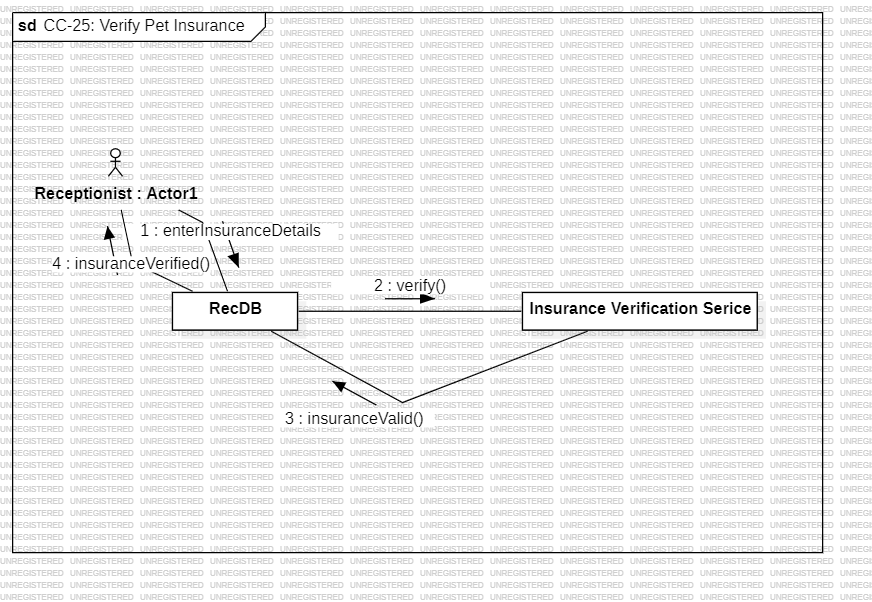 sd CC-25: Verify Pet Insurance
Receptionist : Actor1
1 : enterInsuranceDetails
4 : insuranceVerified()
2 : verify()
RecDB
Insurance Verification Serice
3 : insuranceValid()
UNREGISTERED